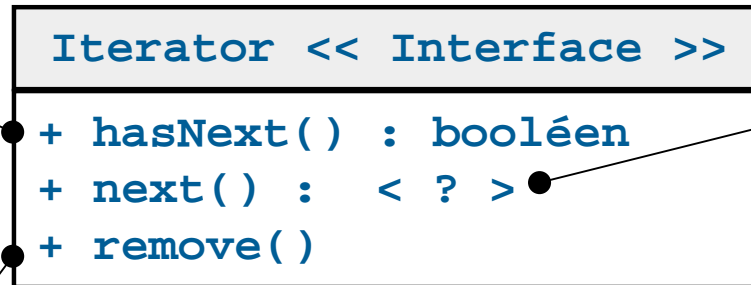 Iterator << Interface >>
+ hasNext() : booléen
+ next() : < ? >
+ remove()